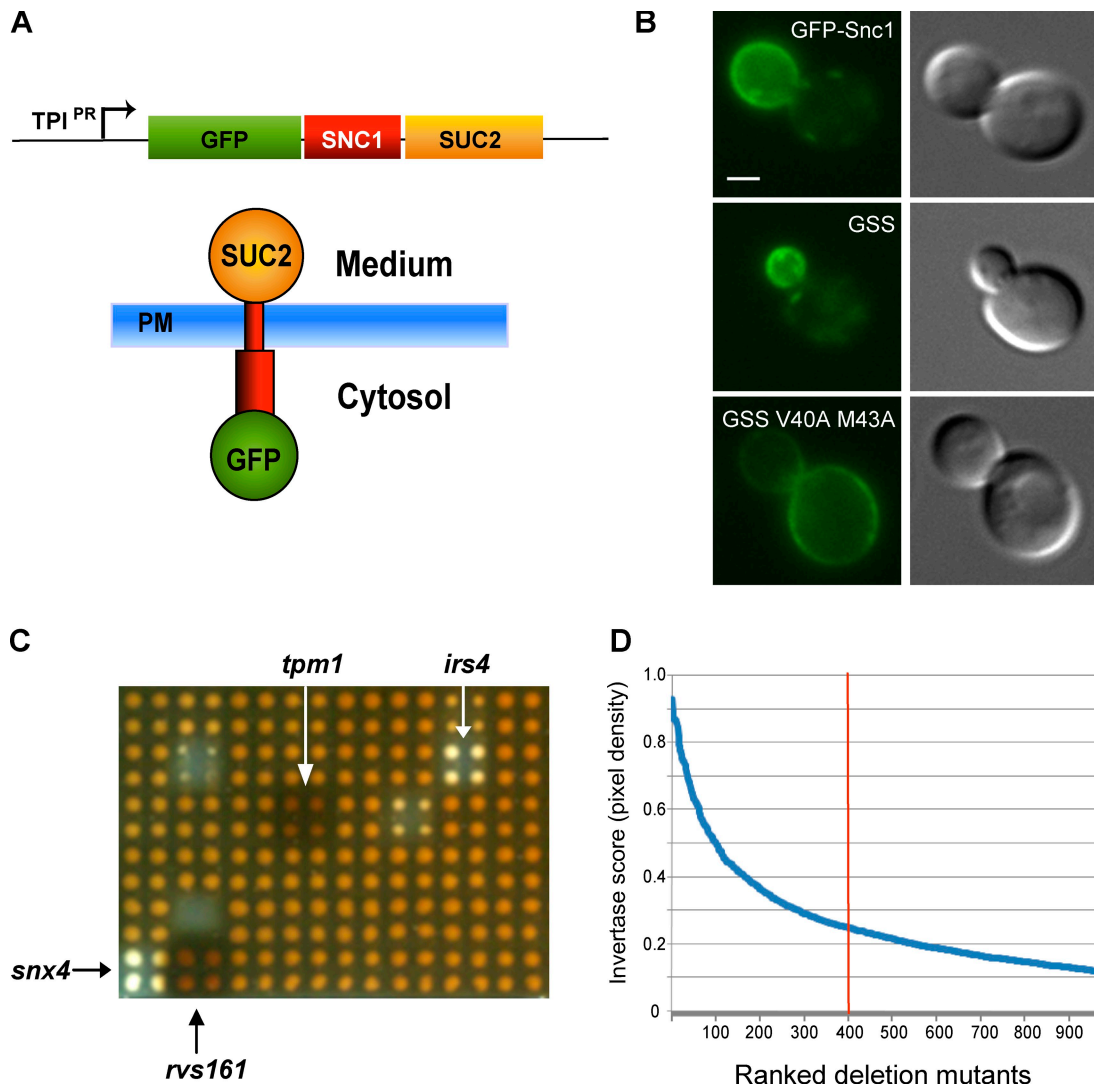 A
TPI PR
GFP
SNC1
SUC2
SUC2
Medium
PM
Cytosol
GFP
B
GFP-Snc1
GSS
GSS V40A M43A
C
tpm1
irs4
snx4
rvs161
D
Invertase score (pixel density)
1.0
0.8
0.6
0.4
0.2
0
100 200 300 400 500 600 700 800 900
Ranked deletion mutants